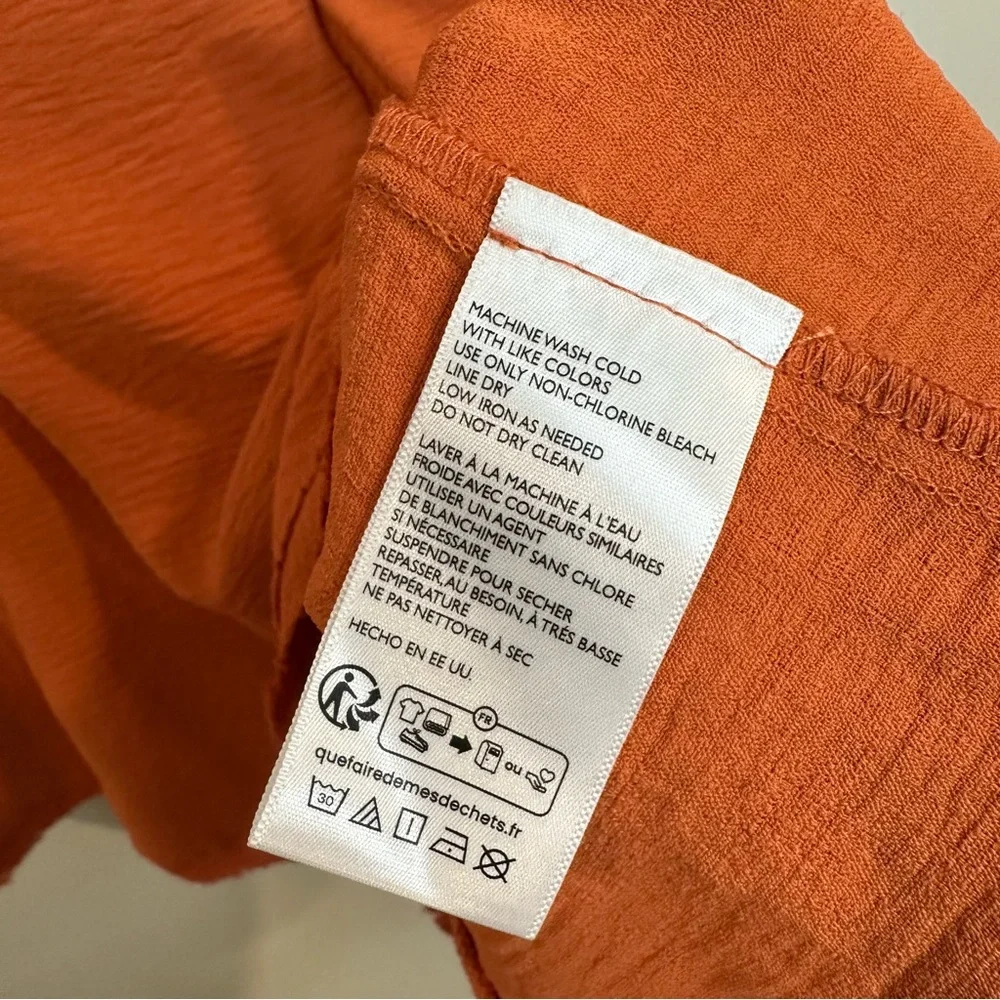 MACHINE WASH COLD
WITH LIKE COLORS
USE ONLY NON-CHLORINE BLEACH
LINE DRY
LOW IRON AS NEEDED
DO NOT DRY CLEAN
LAVER À LA MACHINE À L'EAU
FROIDE AVEC COULEURS SIMILAIRES
UTILISER UN AGENT
DE BLANCHIMENT SANS CHLORE
SI NÉCESSAIRE
SUSPENDRE POUR SECHER
REPASSER, AU BESOIN, À TRÉS BASSE
TEMPÉRATURE
NE PAS NETTOYER À SEC
HECHO EN EE UU.
FR
ou
quefairedemesdechets.fr
30